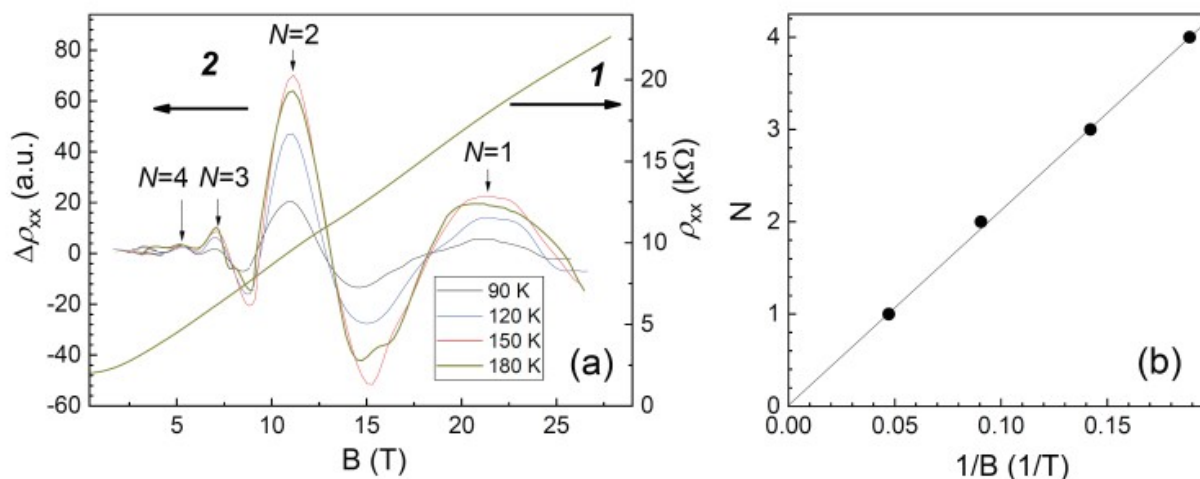 80
60
40
20
0
-20
-40
-60
Δρxx (a.u.)
2
N=2
1
N=4
N=3
N=1
90 K
120 K
150 K
180 K
(a)
5
10
15
20
25
B (T)
20
15
10
5
0
ρxx (kΩ)
4
3
2
1
0
N
(b)
0.00
0.05
0.10
0.15
1/B (1/T)